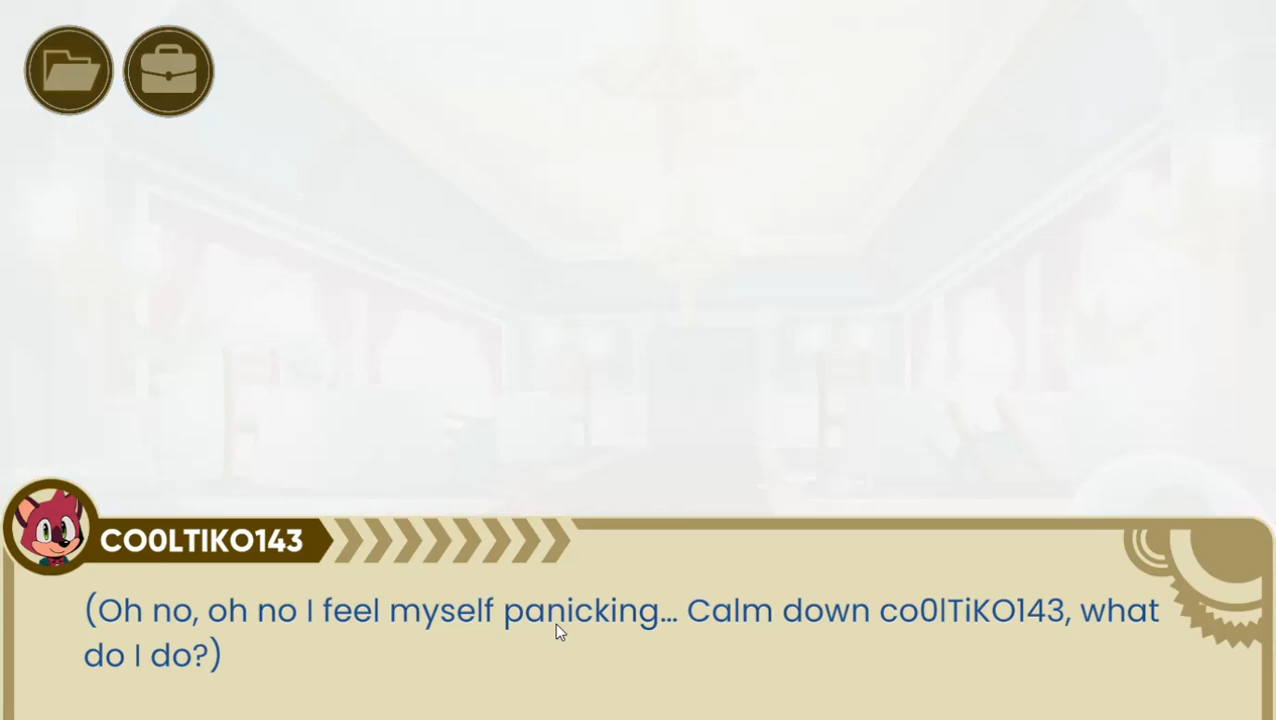 CO0LTIKO143
(Oh no, oh no I feel myself panicking... Calm down co0lTiKO143, what
do I do?)